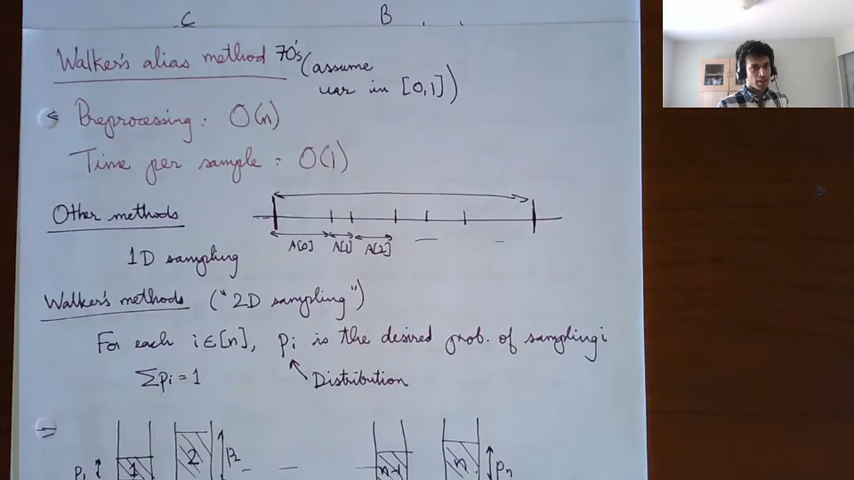 C B
Walker's alias method 70's (assume
uar in [0,1])
Preprocessing: O(n)
Time per sample: O(1)
Other methods
A[0] A[1] A[2]
1D sampling
Walker's methods ("2D sampling")
For each i∈[n], pi is the desired prob. of sampling i
∑pi = 1
Distribution
p1 1 2 p2 n-1 n pn